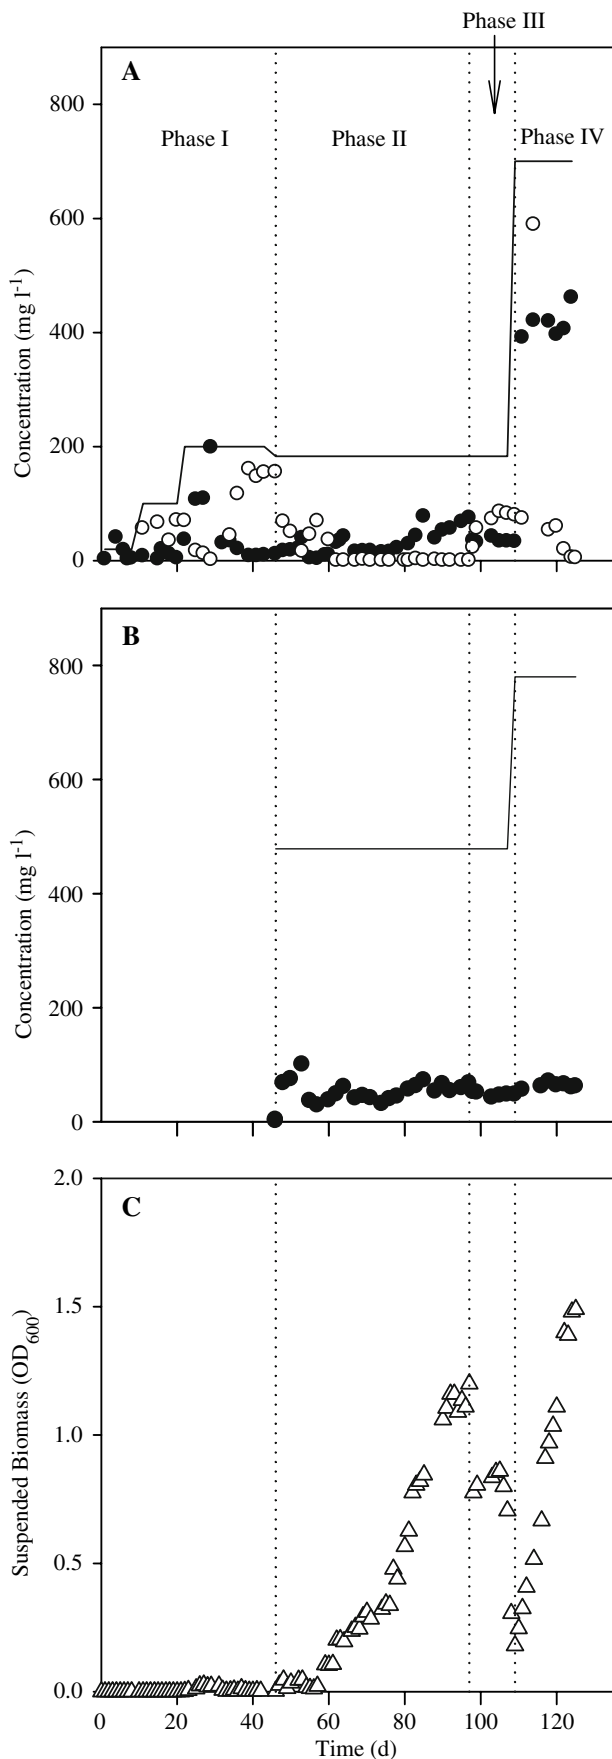 Phase III
A
Phase I
Phase II
Phase IV
800
600
400
200
0
Concentration (mg l⁻¹)
B
800
600
400
200
0
Concentration (mg l⁻¹)
C
2.0
1.5
1.0
0.5
0.0
Suspended Biomass (OD₆₀₀)
0 20 40 60 80 100 120
Time (d)